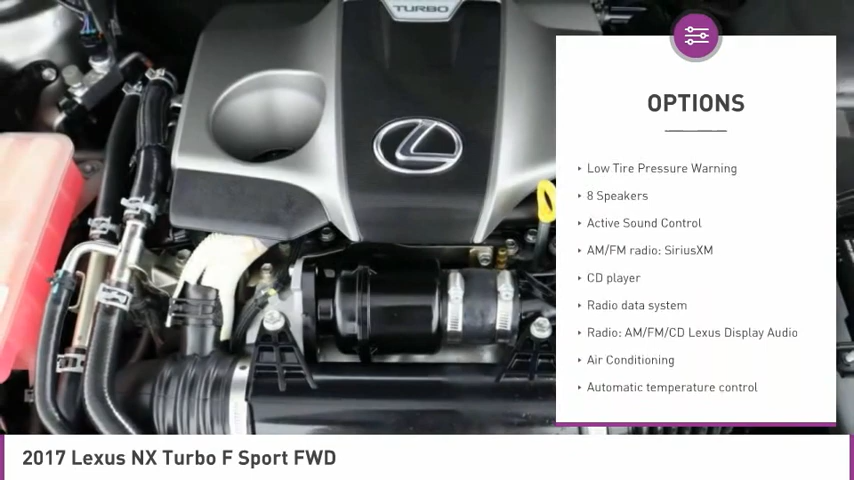 TURBO
OPTIONS
Low Tire Pressure Warning
8 Speakers
Active Sound Control
AM/FM radio: SiriusXM
CD player
Radio data system
Radio: AM/FM/CD Lexus Display Audio
Air Conditioning
Automatic temperature control
2017 Lexus NX Turbo F Sport FWD